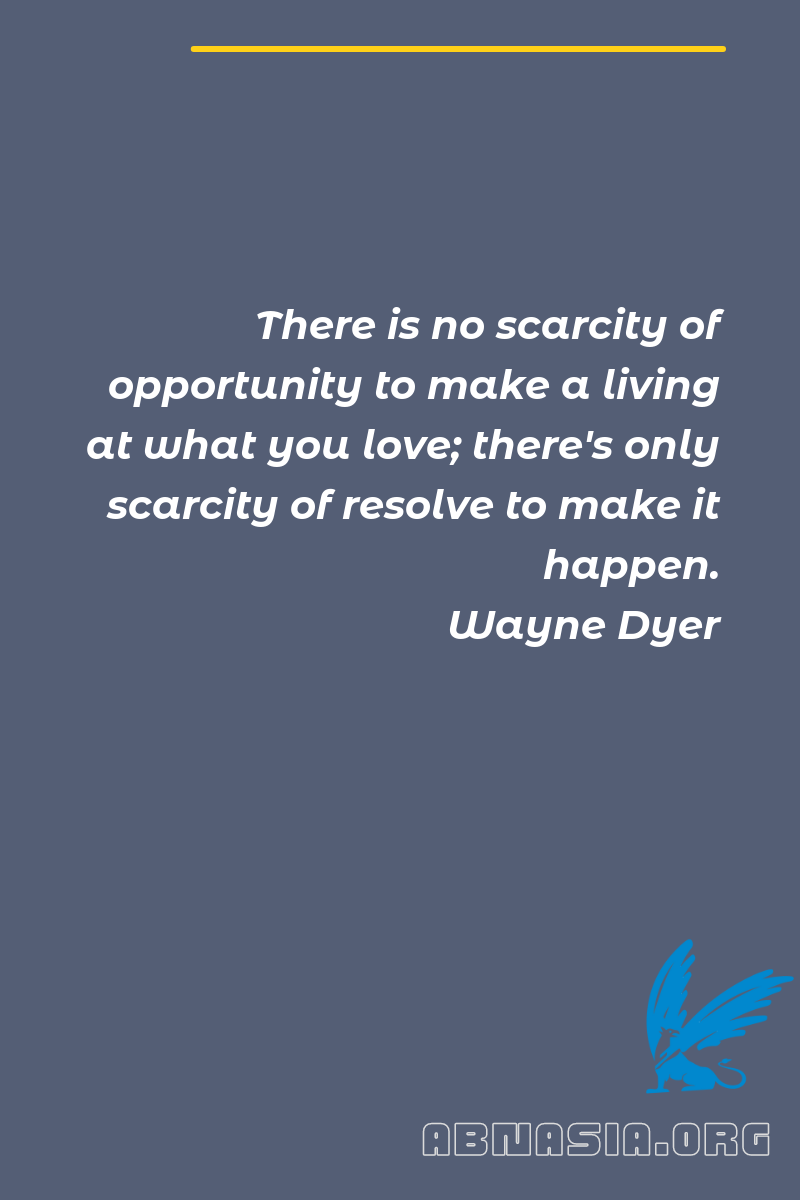 There is no scarcity of
opportunity to make a living
at what you love; there's only
scarcity of resolve to make it
happen.
Wayne Dyer
ABNASIA.ORG